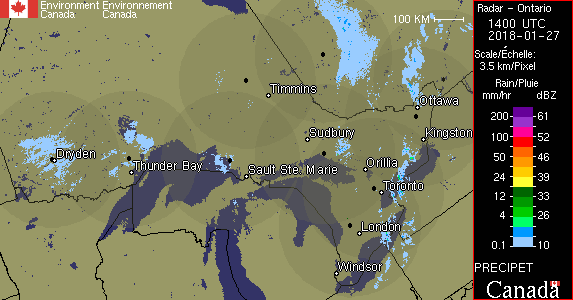 Environment Environnement
Canada Canada
100 KM
Timmins
Ottawa
Sudbury
Kingston
Dryden
Thunder Bay
Sault Ste. Marie
Orillia
Toronto
London
Windsor
Radar - Ontario
1400 UTC
2018-01-27
Scale/Échelle:
3.5 km/Pixel
Rain/Pluie
mm/hr dBZ
200 61
100 52
50 46
24 39
12 33
4 26
0.1 10
PRECIPET
Canada